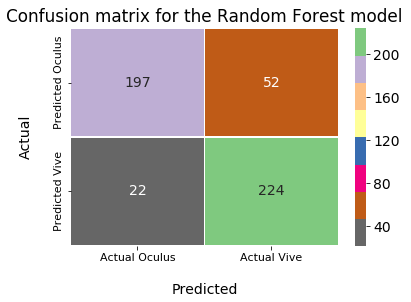 Confusion matrix for the Random Forest model
Actual
Predicted Oculus
Predicted Vive
197
52
22
224
Actual Oculus
Actual Vive
Predicted
200
160
120
80
40